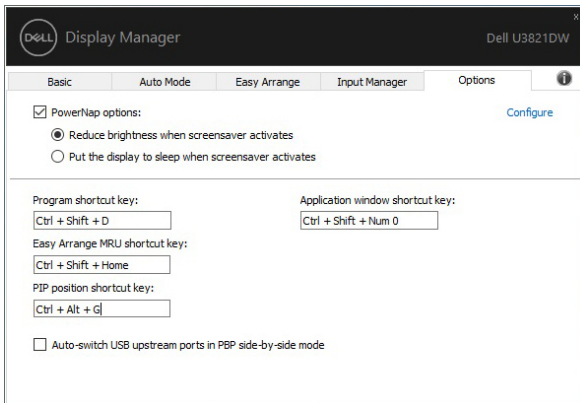 DELL Display Manager
Dell U3821DW
Basic Auto Mode Easy Arrange Input Manager Options
PowerNap options:
Configure
Reduce brightness when screensaver activates
Put the display to sleep when screensaver activates
Program shortcut key:
Application window shortcut key:
Ctrl + Shift + D
Ctrl + Shift + Num 0
Easy Arrange MRU shortcut key:
Ctrl + Shift + Home
PIP position shortcut key:
Ctrl + Alt + G
Auto-switch USB upstream ports in PBP side-by-side mode